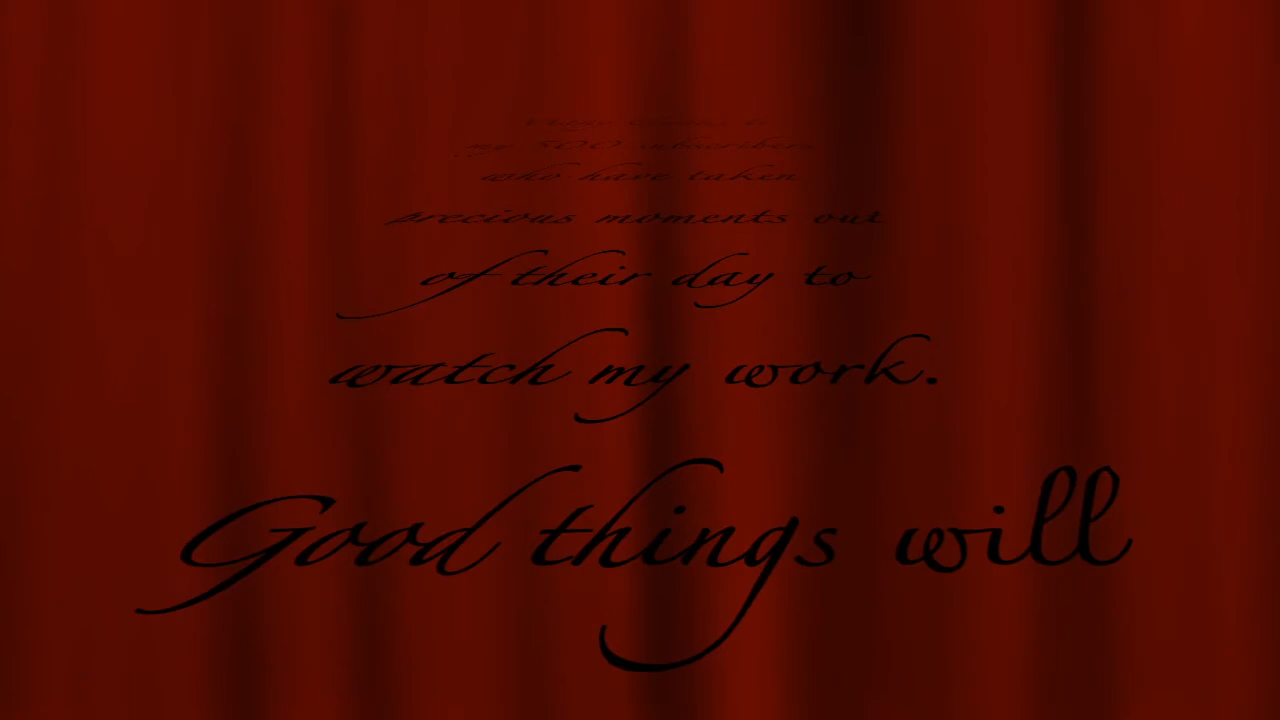 my 500 subscribers
who have taken
precious moments out
of their day to
watch my work.
Good things will